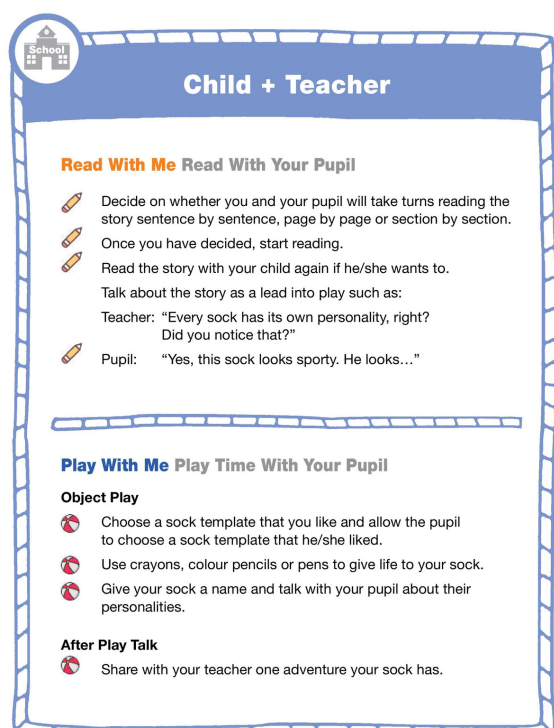 School
Child + Teacher
Read With Me Read With Your Pupil
Decide on whether you and your pupil will take turns reading the
story sentence by sentence, page by page or section by section.
Once you have decided, start reading.
Read the story with your child again if he/she wants to.
Talk about the story as a lead into play such as:
Teacher: “Every sock has its own personality, right?
Did you notice that?”
Pupil: “Yes, this sock looks sporty. He looks…”
Play With Me Play Time With Your Pupil
Object Play
Choose a sock template that you like and allow the pupil
to choose a sock template that he/she liked.
Use crayons, colour pencils or pens to give life to your sock.
Give your sock a name and talk with your pupil about their
personalities.
After Play Talk
Share with your teacher one adventure your sock has.